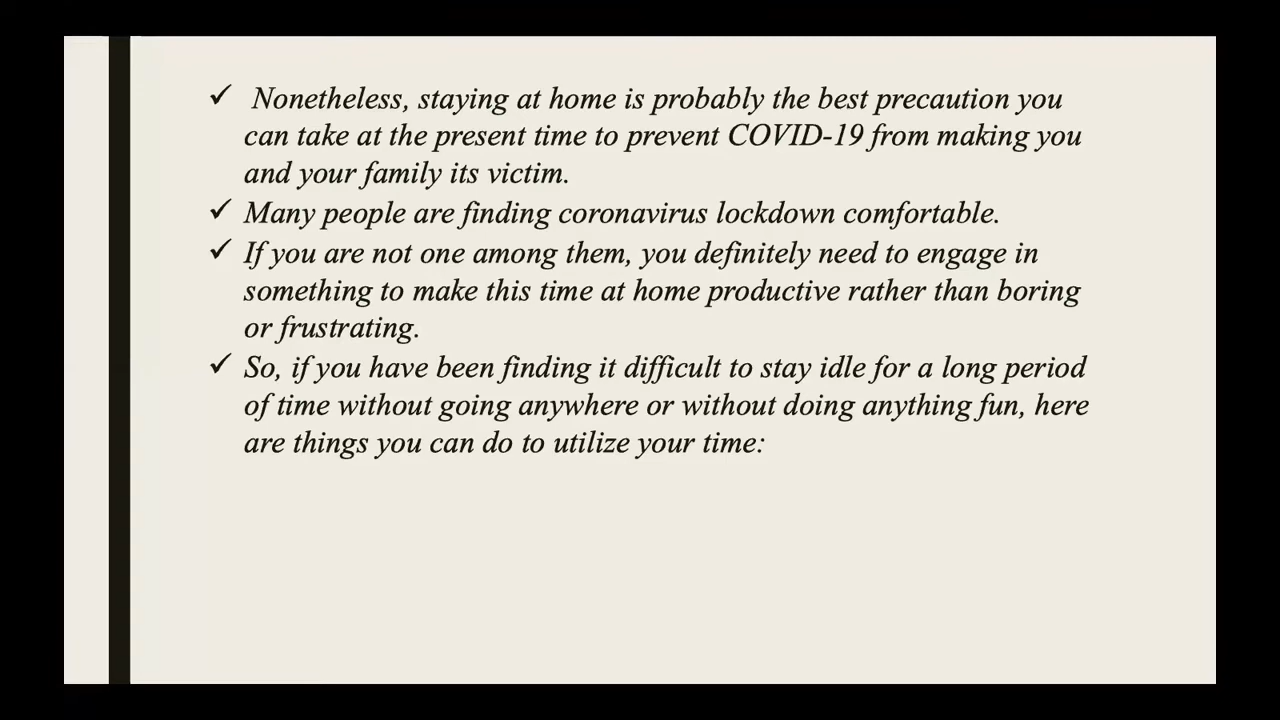 ✓ Nonetheless, staying at home is probably the best precaution you
can take at the present time to prevent COVID-19 from making you
and your family its victim.
✓ Many people are finding coronavirus lockdown comfortable.
✓ If you are not one among them, you definitely need to engage in
something to make this time at home productive rather than boring
or frustrating.
✓ So, if you have been finding it difficult to stay idle for a long period
of time without going anywhere or without doing anything fun, here
are things you can do to utilize your time: